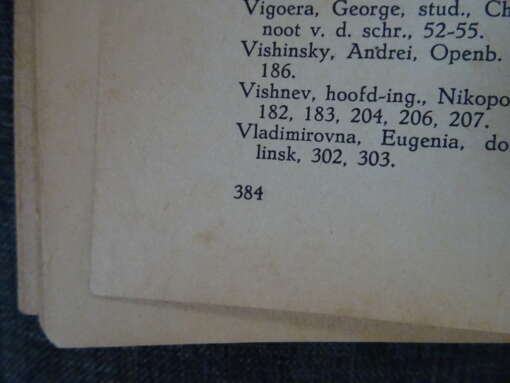 Vigoera, George, stud., Ch
noot v. d. schr., 52-55.
Vishinsky, Andrei, Openb.
186.
Vishnev, hoofd-ing., Nikopo
182, 183, 204, 206, 207.
Vladimirovna, Eugenia, do
linsk, 302, 303.
384